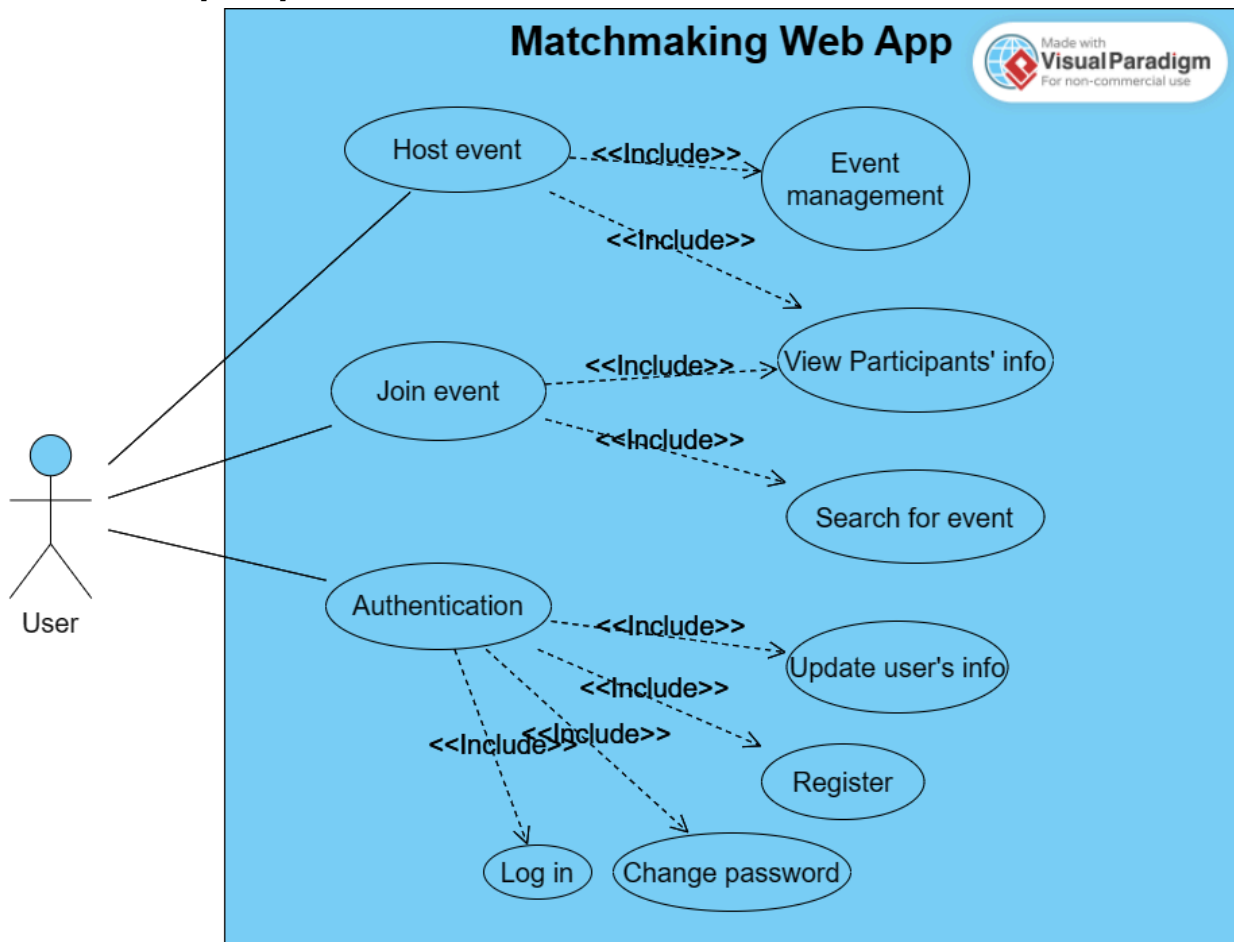 Matchmaking Web App
Made with
Visual Paradigm
For non-commercial use
Host event
<<Include>>
Event
management
<<Include>>
Join event
<<Include>>
View Participants' info
<<Include>>
Search for event
User
Authentication
<<Include>>
Update user's info
<<Include>>
Register
<<Include>>
<<Include>>
Log in
Change password